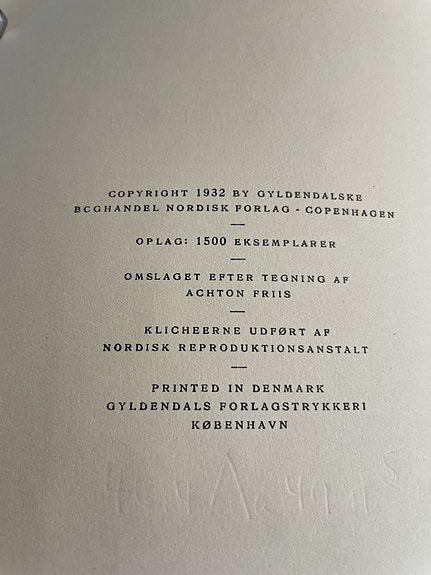 COPYRIGHT 1932 BY GYLDENDALSKE
BOGHANDEL NORDISK FORLAG - COPENHAGEN
OPLAG: 1500 EKSEMPLARER
OMSLAGET EFTER TEGNING AF
ACHTON FRIIS
KLICHEERNE UDFØRT AF
NORDISK REPRODUKTIONSANSTALT
PRINTED IN DENMARK
GYLDENDALS FORLAGSTRYKKERI
KØBENHAVN